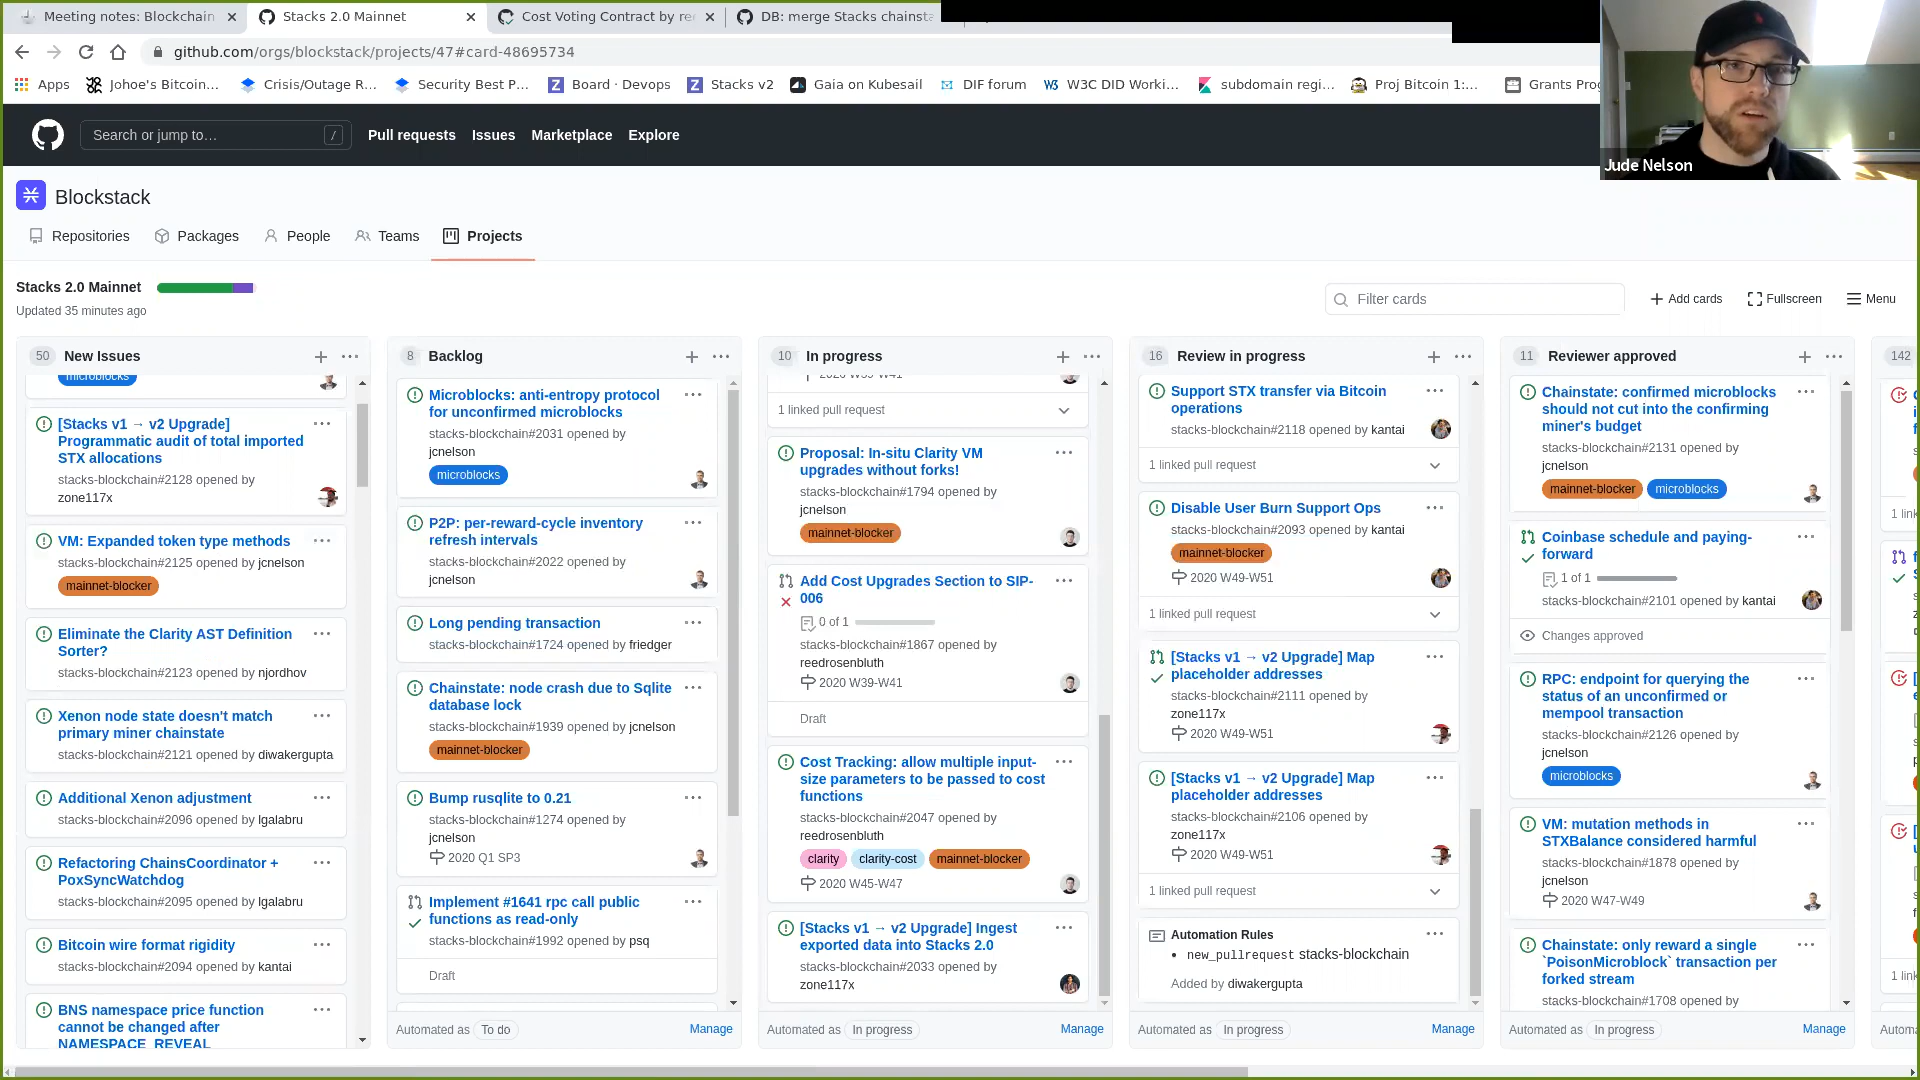 Meeting notes: Blockchain
Stacks 2.0 Mainnet
Cost Voting Contract by re
DB: merge Stacks chainsta
github.com/orgs/blockstack/projects/47#card-48695734
Apps
Johoe's Bitcoin...
Crisis/Outage R...
Security Best P...
Board · Devops
Stacks v2
Gaia on Kubesail
DIF forum
W3C DID Worki...
subdomain regi...
Proj Bitcoin 1:...
Grants Prog
Jude Nelson
Search or jump to…
/
Pull requests
Issues
Marketplace
Explore
Blockstack
Repositories
Packages
People
Teams
Projects
Stacks 2.0 Mainnet
Updated 35 minutes ago
Filter cards
Add cards
Fullscreen
Menu
50 New Issues
microblocks
[Stacks v1 → v2 Upgrade]
Programmatic audit of total imported
STX allocations
stacks-blockchain#2128 opened by
zone117x
VM: Expanded token type methods
stacks-blockchain#2125 opened by jcnelson
mainnet-blocker
Eliminate the Clarity AST Definition
Sorter?
stacks-blockchain#2123 opened by njordhov
Xenon node state doesn't match
primary miner chainstate
stacks-blockchain#2121 opened by diwakergupta
Additional Xenon adjustment
stacks-blockchain#2096 opened by lgalabru
Refactoring ChainsCoordinator +
PoxSyncWatchdog
stacks-blockchain#2095 opened by lgalabru
Bitcoin wire format rigidity
stacks-blockchain#2094 opened by kantai
BNS namespace price function
cannot be changed after
NAMESPACE_REVEAL
8 Backlog
Microblocks: anti-entropy protocol
for unconfirmed microblocks
stacks-blockchain#2031 opened by
jcnelson
microblocks
P2P: per-reward-cycle inventory
refresh intervals
stacks-blockchain#2022 opened by
jcnelson
Long pending transaction
stacks-blockchain#1724 opened by friedger
Chainstate: node crash due to Sqlite
database lock
stacks-blockchain#1939 opened by jcnelson
mainnet-blocker
Bump rusqlite to 0.21
stacks-blockchain#1274 opened by
jcnelson
2020 Q1 SP3
Implement #1641 rpc call public
functions as read-only
stacks-blockchain#1992 opened by psq
Draft
Automated as To do
Manage
10 In progress
2020 W39-W41
1 linked pull request
Proposal: In-situ Clarity VM
upgrades without forks!
stacks-blockchain#1794 opened by
jcnelson
mainnet-blocker
Add Cost Upgrades Section to SIP-
006
0 of 1
stacks-blockchain#1867 opened by
reedrosenbluth
2020 W39-W41
Draft
Cost Tracking: allow multiple input-
size parameters to be passed to cost
functions
stacks-blockchain#2047 opened by
reedrosenbluth
clarity clarity-cost mainnet-blocker
2020 W45-W47
[Stacks v1 → v2 Upgrade] Ingest
exported data into Stacks 2.0
stacks-blockchain#2033 opened by
zone117x
Automated as In progress
Manage
16 Review in progress
Support STX transfer via Bitcoin
operations
stacks-blockchain#2118 opened by kantai
1 linked pull request
Disable User Burn Support Ops
stacks-blockchain#2093 opened by kantai
mainnet-blocker
2020 W49-W51
1 linked pull request
[Stacks v1 → v2 Upgrade] Map
placeholder addresses
stacks-blockchain#2111 opened by
zone117x
2020 W49-W51
[Stacks v1 → v2 Upgrade] Map
placeholder addresses
stacks-blockchain#2106 opened by
zone117x
2020 W49-W51
1 linked pull request
Automation Rules
• new_pullrequest stacks-blockchain
Added by diwakergupta
Automated as In progress
Manage
11 Reviewer approved
Chainstate: confirmed microblocks
should not cut into the confirming
miner's budget
stacks-blockchain#2131 opened by
jcnelson
mainnet-blocker microblocks
Coinbase schedule and paying-
forward
1 of 1
stacks-blockchain#2101 opened by kantai
Changes approved
RPC: endpoint for querying the
status of an unconfirmed or
mempool transaction
stacks-blockchain#2126 opened by
jcnelson
microblocks
VM: mutation methods in
STXBalance considered harmful
stacks-blockchain#1878 opened by
jcnelson
2020 W47-W49
Chainstate: only reward a single
`PoisonMicroblock` transaction per
forked stream
stacks-blockchain#1708 opened by
Automated as In progress
Manage
142
1 link
1 link
Automa